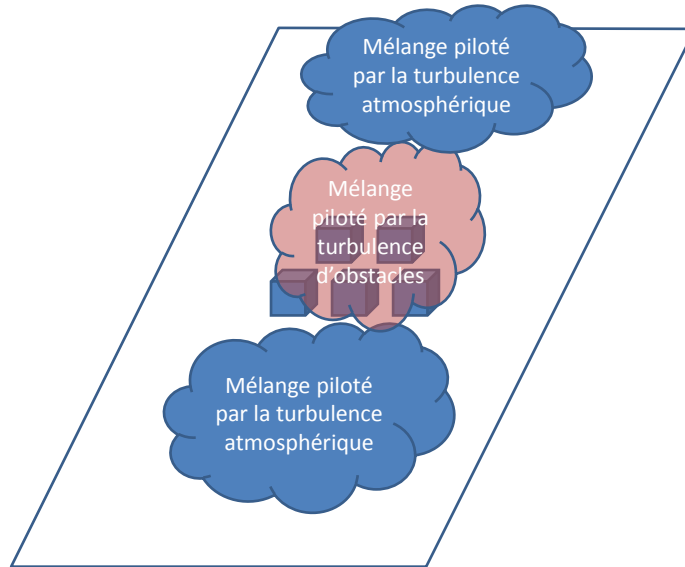 Mélange piloté
par la turbulence
atmosphérique
Mélange
piloté par la
turbulence
d'obstacles
Mélange piloté
par la turbulence
atmosphérique